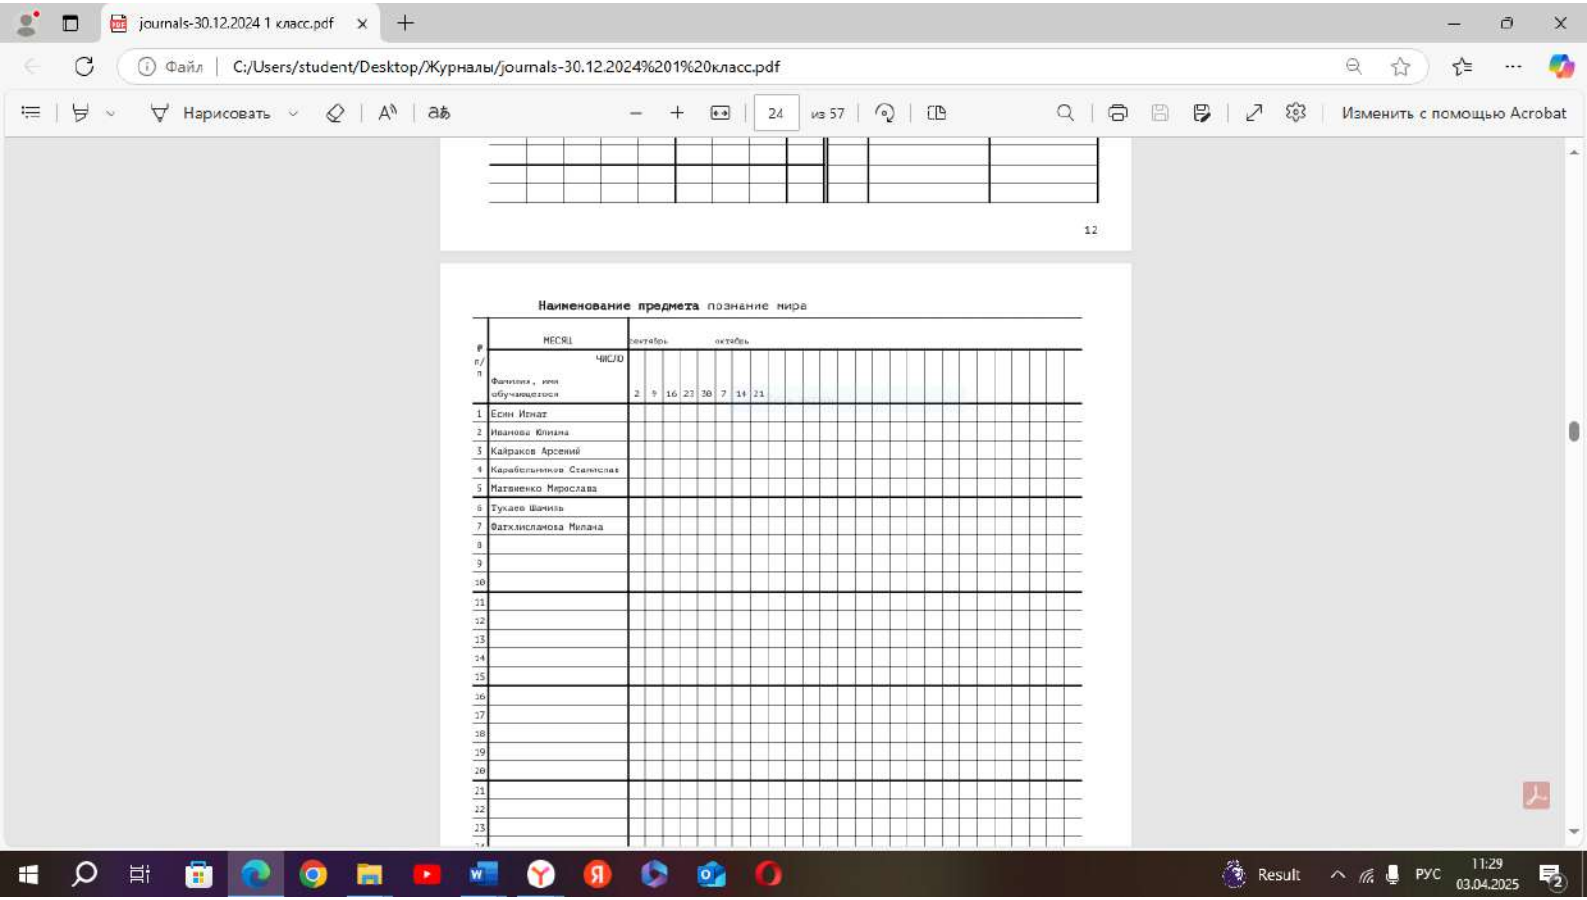 journals-30.12.2024 1 класс.pdf
Файл
C:/Users/student/Desktop/Журналы/journals-30.12.2024%201%20класс.pdf
Нарисовать
24 из 57
Изменить с помощью Acrobat
12
Наименование предмета познание мира
МЕСЯЦ сентябрь октябрь
№ п/п
ЧИСЛО
Фамилия, имя
обучающегося 2 9 16 23 30 7 14 21
1 Есин Игнат
2 Иванова Юлиана
3 Кайраков Арсений
4 Карабельников Станислав
5 Матвиенко Мирослава
6 Тукаев Шамиль
7 Фатхлисламова Милана
8
9
10
11
12
13
14
15
16
17
18
19
20
21
22
23
24
Result
РУС
11:29
03.04.2025
2